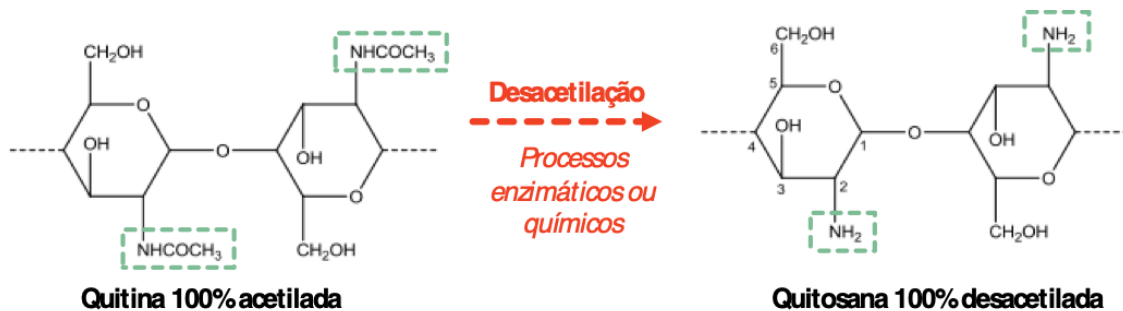 CH₂OH
O
OH
NHCOCH₃
O
NHCOCH₃
OH
O
CH₂OH
Quitina 100% acetilada
Desacetilação
Processos
enzimáticos ou
químicos
CH₂OH
6
5
O
OH
4
1
3
2
NH₂
O
NH₂
OH
O
CH₂OH
Quitosana 100% desacetilada